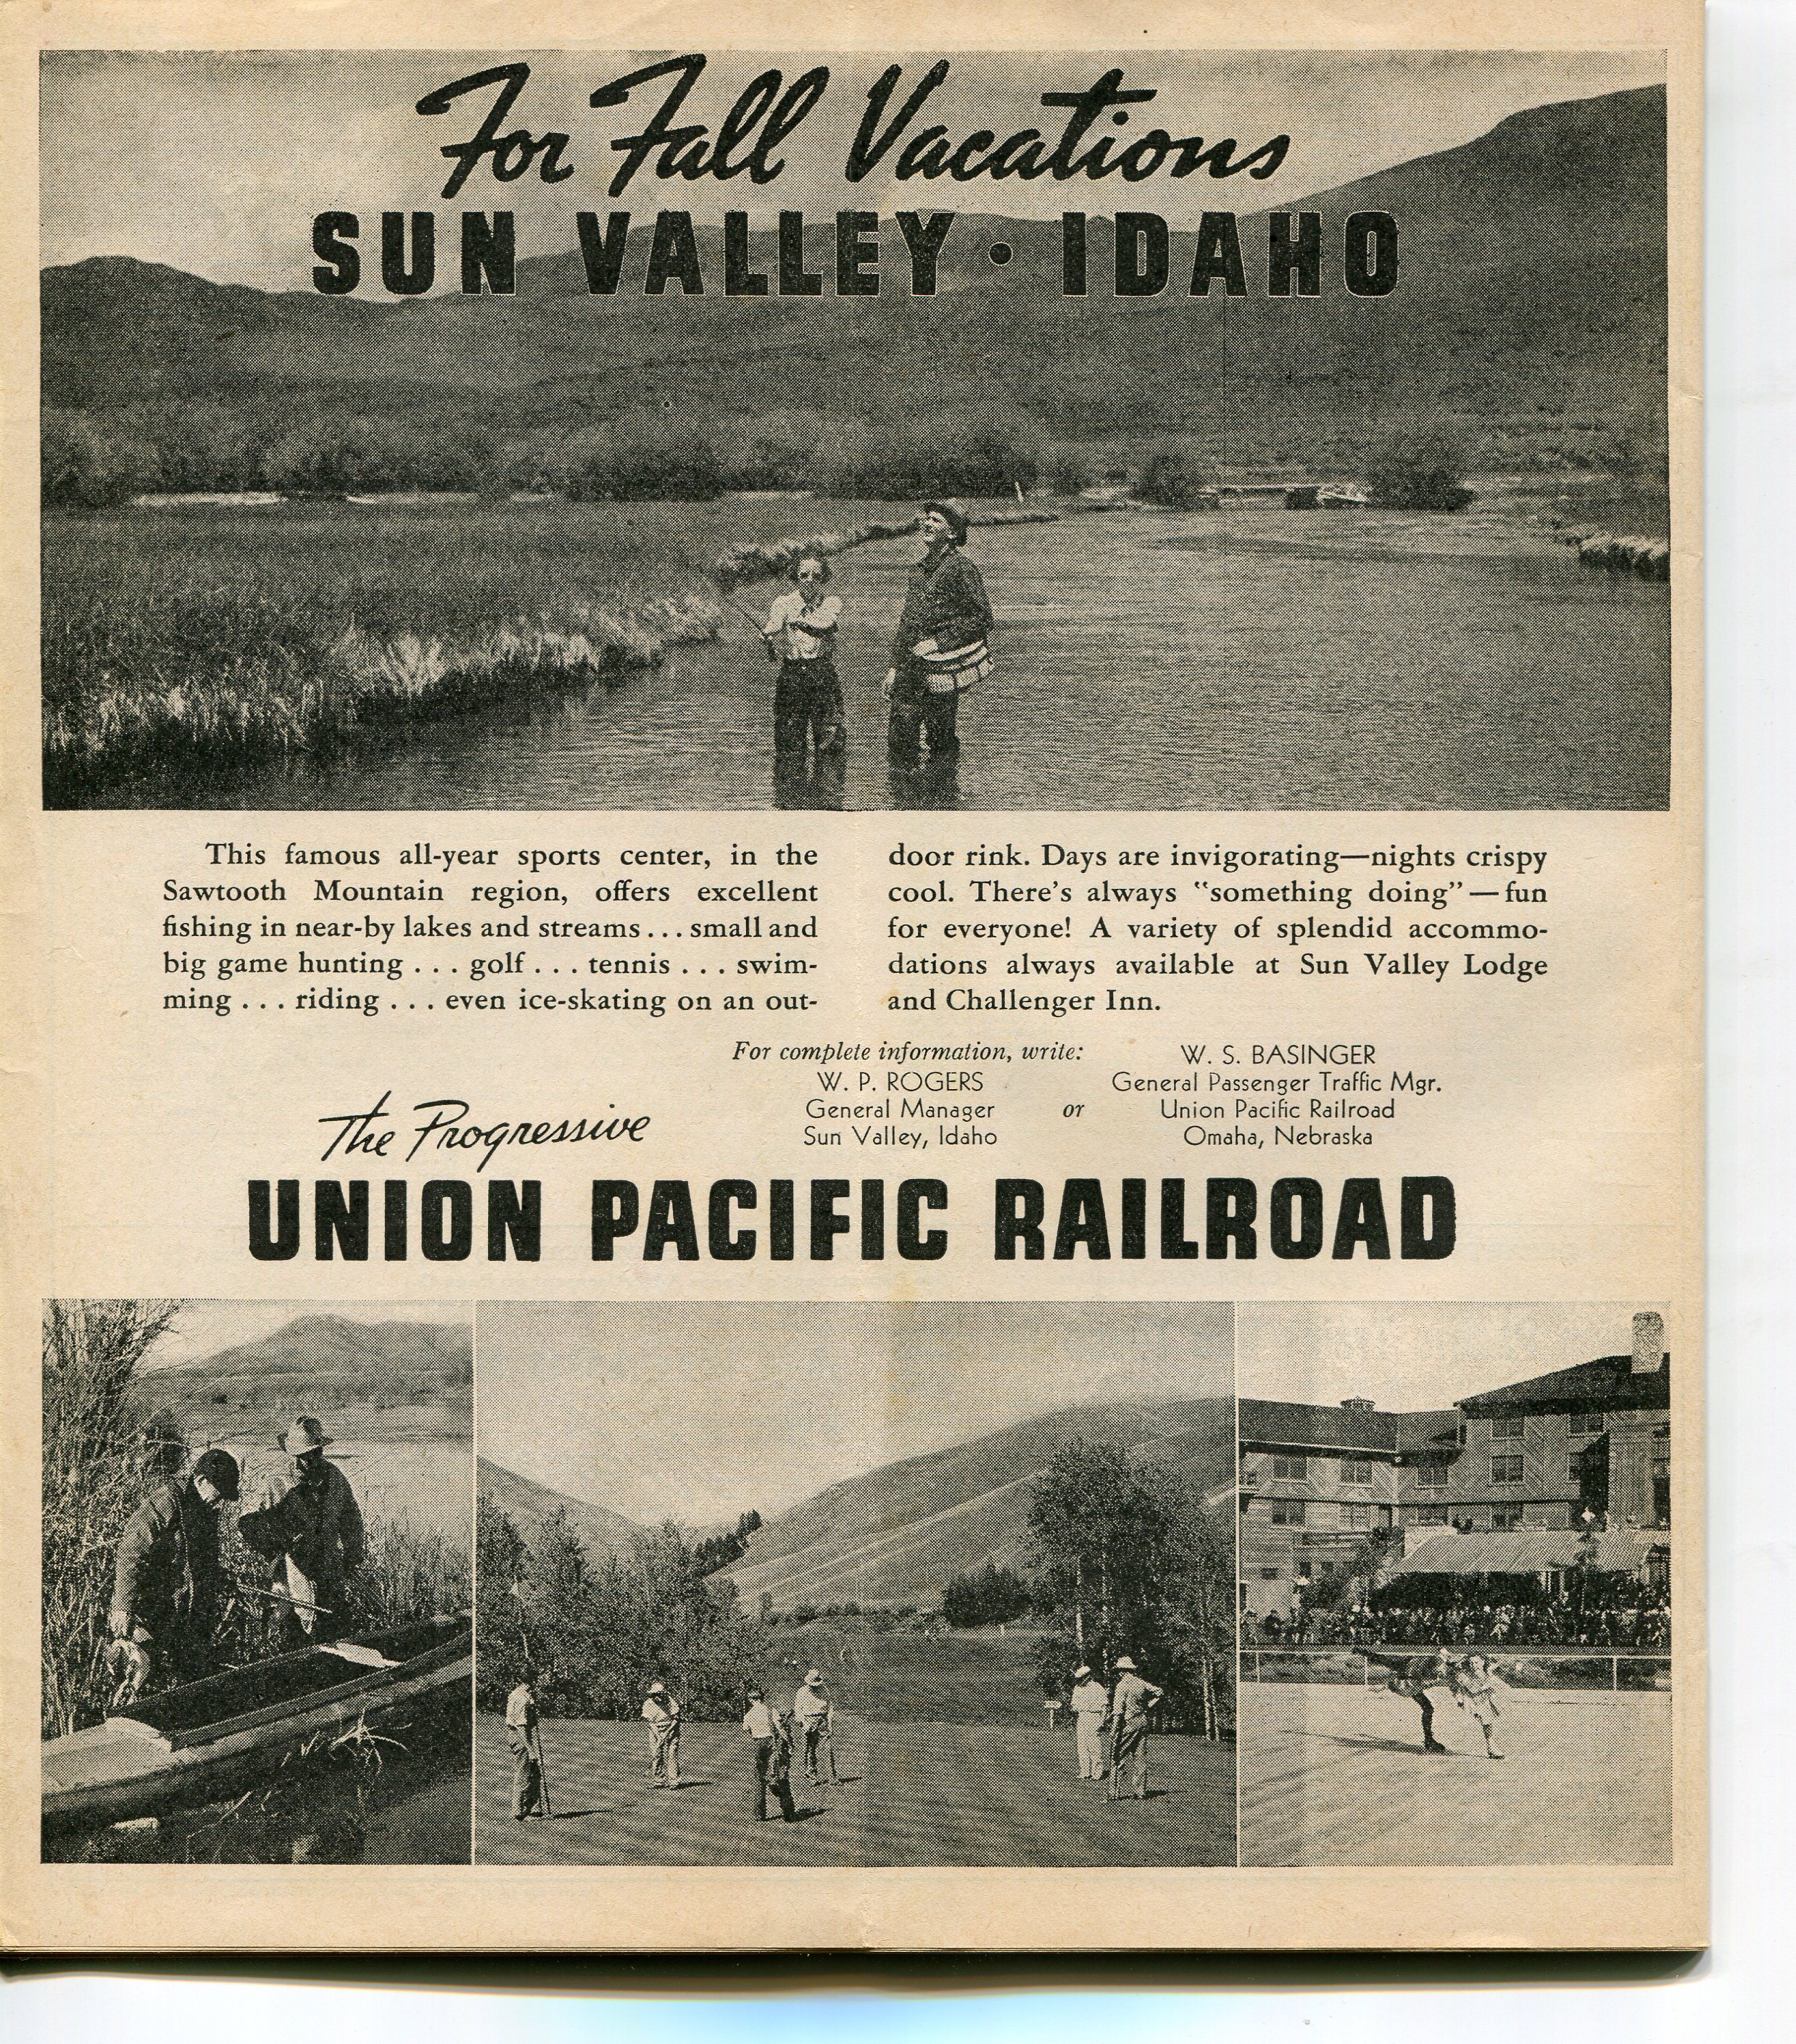 For Fall Vacations
SUN VALLEY • IDAHO
This famous all-year sports center, in the
Sawtooth Mountain region, offers excellent
fishing in near-by lakes and streams . . . small and
big game hunting . . . golf . . . tennis . . . swim-
ming . . . riding . . . even ice-skating on an out-
door rink. Days are invigorating—nights crispy
cool. There's always "something doing"—fun
for everyone! A variety of splendid accommo-
dations always available at Sun Valley Lodge
and Challenger Inn.
For complete information, write:
W. P. ROGERS
General Manager
Sun Valley, Idaho
or
W. S. BASINGER
General Passenger Traffic Mgr.
Union Pacific Railroad
Omaha, Nebraska
The Progressive
UNION PACIFIC RAILROAD